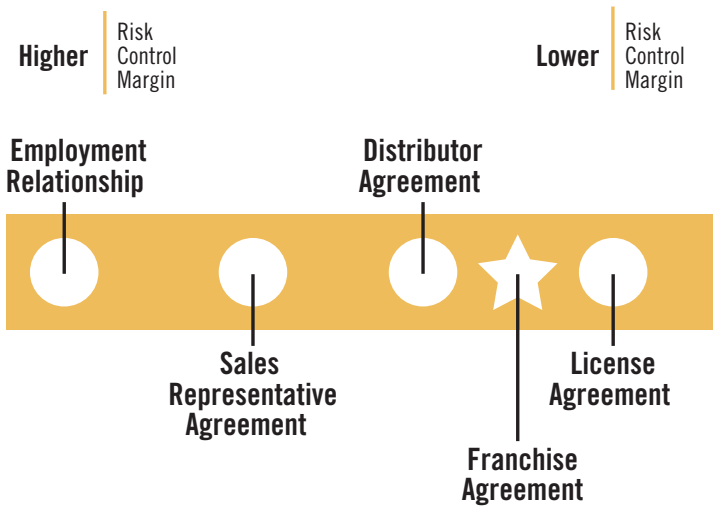 Higher
Risk
Control
Margin
Lower
Risk
Control
Margin
Employment
Relationship
Distributor
Agreement
Sales
Representative
Agreement
License
Agreement
Franchise
Agreement